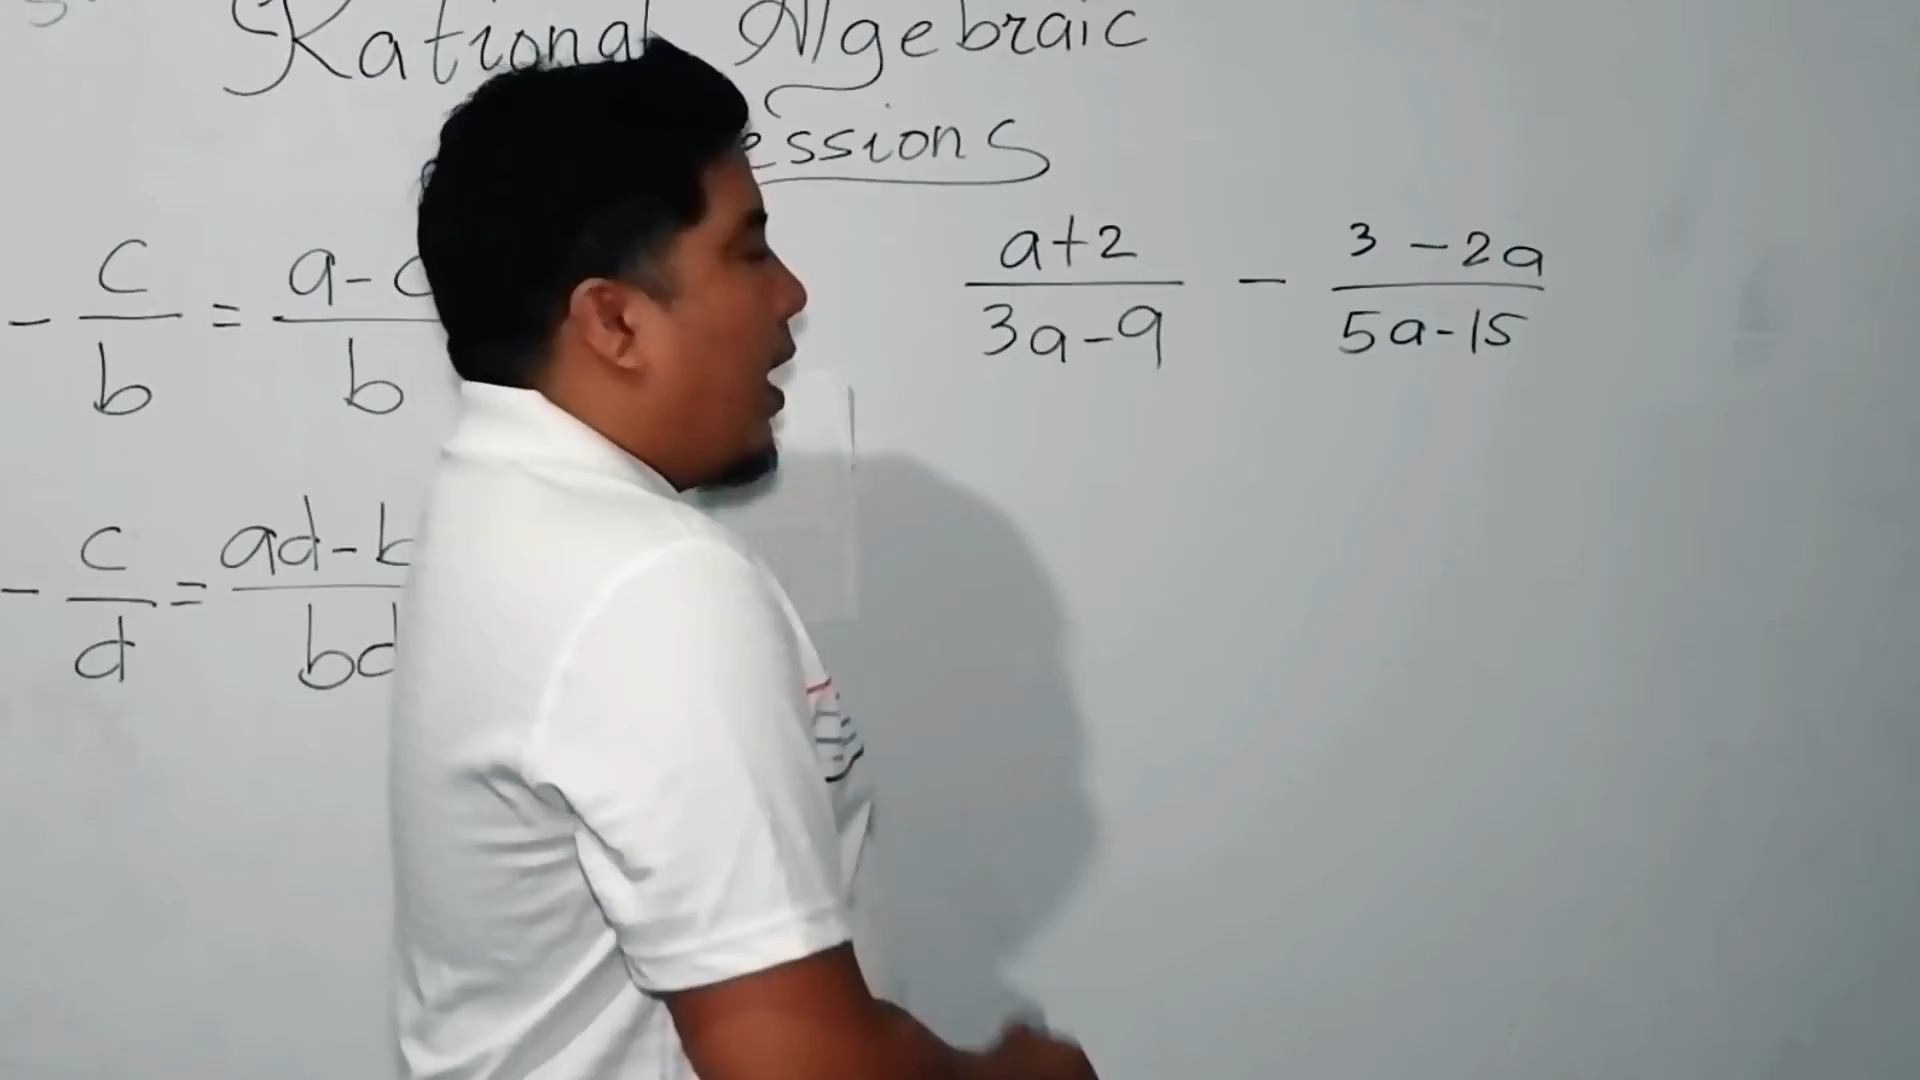 Rational Algebraic
essions
- c/b = a-c/b
a+2/3a-9 - 3-2a/5a-15
- c/d = ad-b/bd